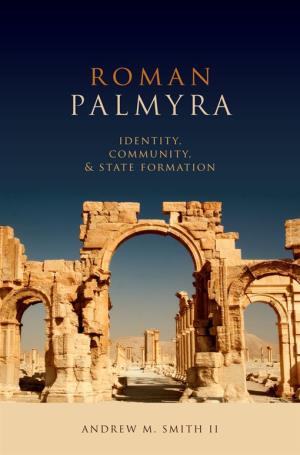 ROMAN
PALMYRA
IDENTITY,
COMMUNITY,
& STATE FORMATION
ANDREW M. SMITH II